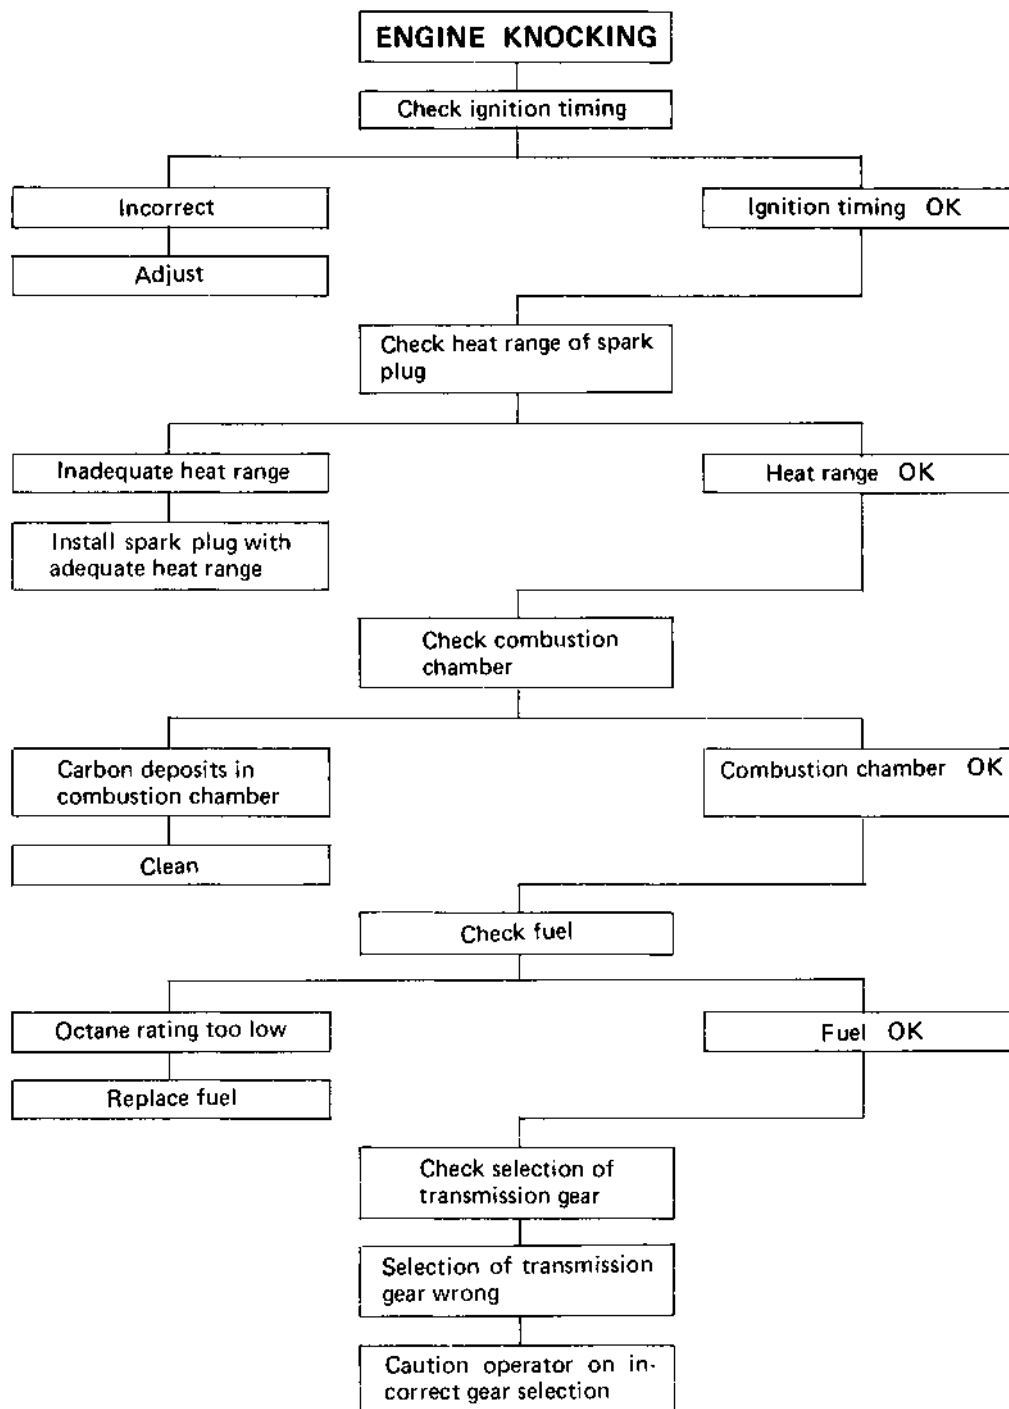 ENGINE KNOCKING
Check ignition timing
Incorrect
Ignition timing OK
Adjust
Check heat range of spark
plug
Inadequate heat range
Heat range OK
Install spark plug with
adequate heat range
Check combustion
chamber
Carbon deposits in
combustion chamber
Combustion chamber OK
Clean
Check fuel
Octane rating too low
Fuel OK
Replace fuel
Check selection of
transmission gear
Selection of transmission
gear wrong
Caution operator on in-
correct gear selection